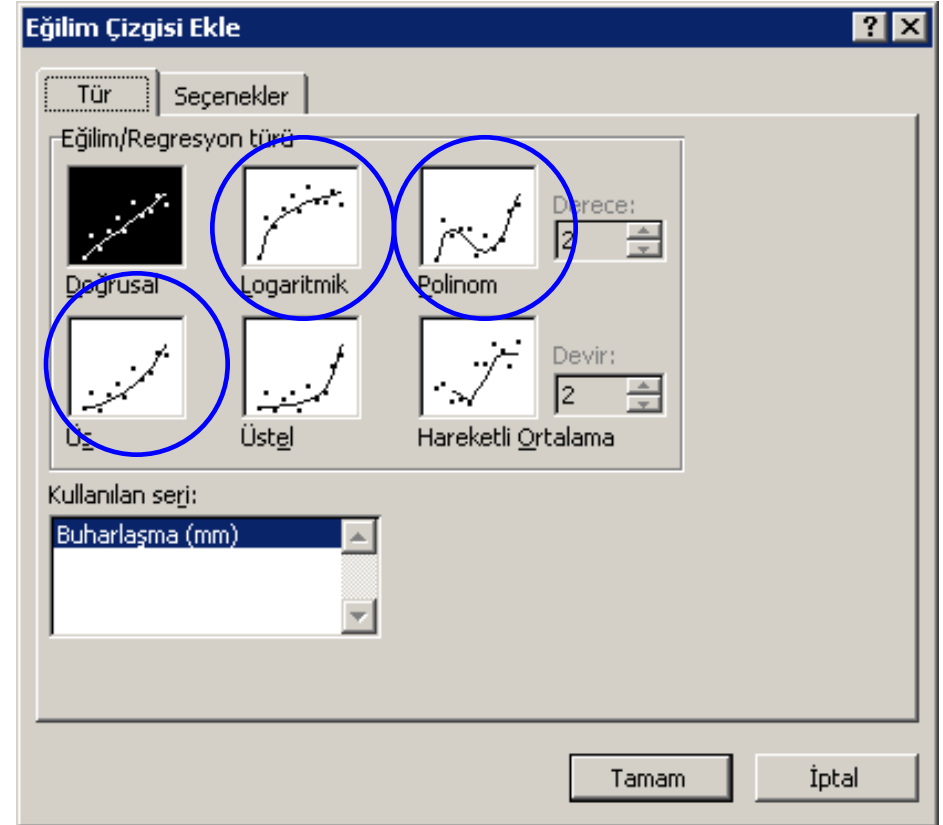 Eğilim Çizgisi Ekle
Tür
Seçenekler
Eğilim/Regresyon türü
Derece:
2
Doğrusal
Logaritmik
Polinom
Devir:
2
Üs
Üstel
Hareketli Ortalama
Kullanılan seri:
Buharlaşma (mm)
Tamam
İptal